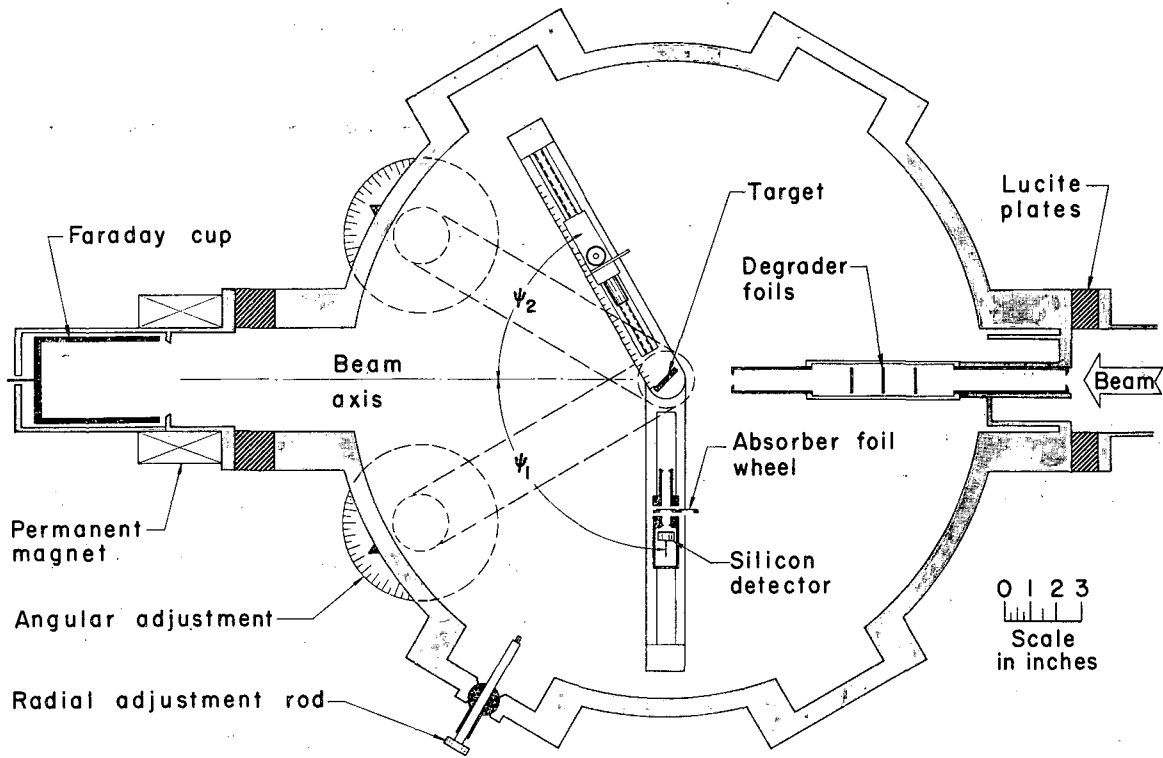 Target
Lucite
plates
Faraday cup
Degrader
foils
ψ2
Beam
axis
Beam
Absorber foil
wheel
ψ1
Permanent
magnet
Silicon
detector
0 1 2 3
Scale
in inches
Angular adjustment
Radial adjustment rod